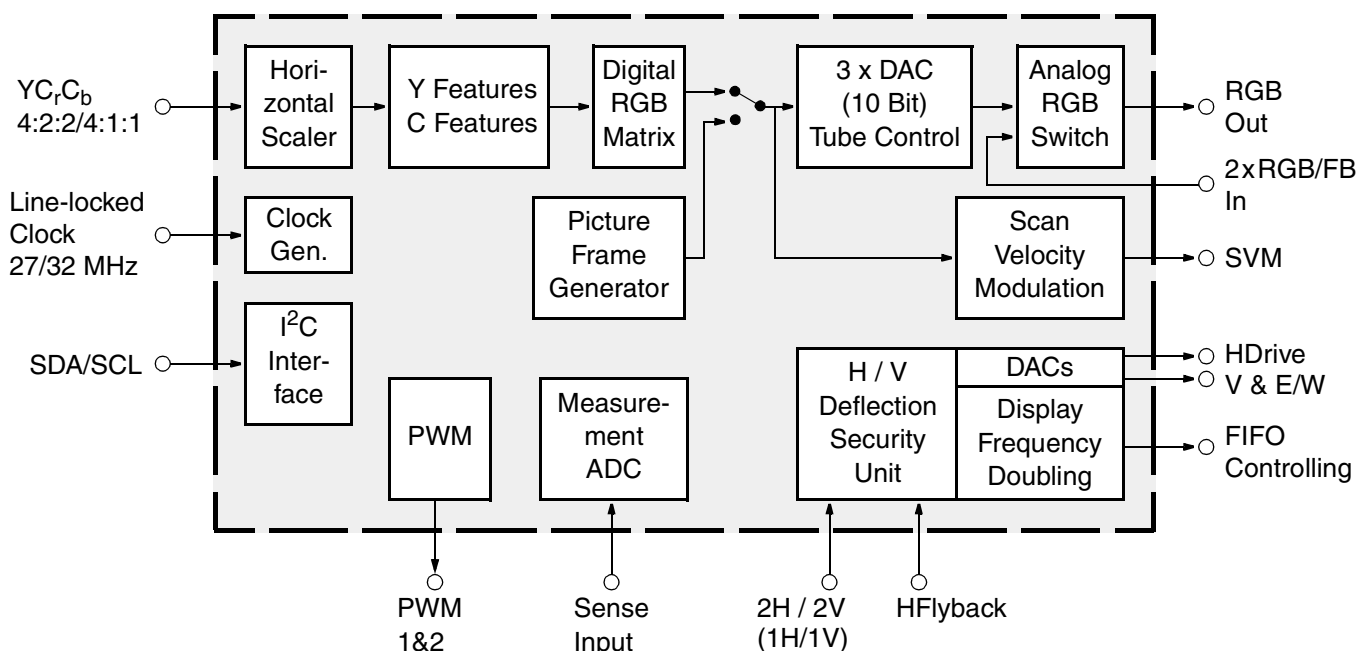 YCrCb
4:2:2/4:1:1
Hori-
zontal
Scaler
Y Features
C Features
Digital
RGB
Matrix
3 x DAC
(10 Bit)
Tube Control
Analog
RGB
Switch
RGB
Out
2xRGB/FB
In
Line-locked
Clock
27/32 MHz
Clock
Gen.
Picture
Frame
Generator
Scan
Velocity
Modulation
SVM
SDA/SCL
I²C
Inter-
face
PWM
Measure-
ment
ADC
H / V
Deflection
Security
Unit
DACs
Display
Frequency
Doubling
HDrive
V & E/W
FIFO
Controlling
PWM
1&2
Sense
Input
2H / 2V
(1H/1V)
HFlyback